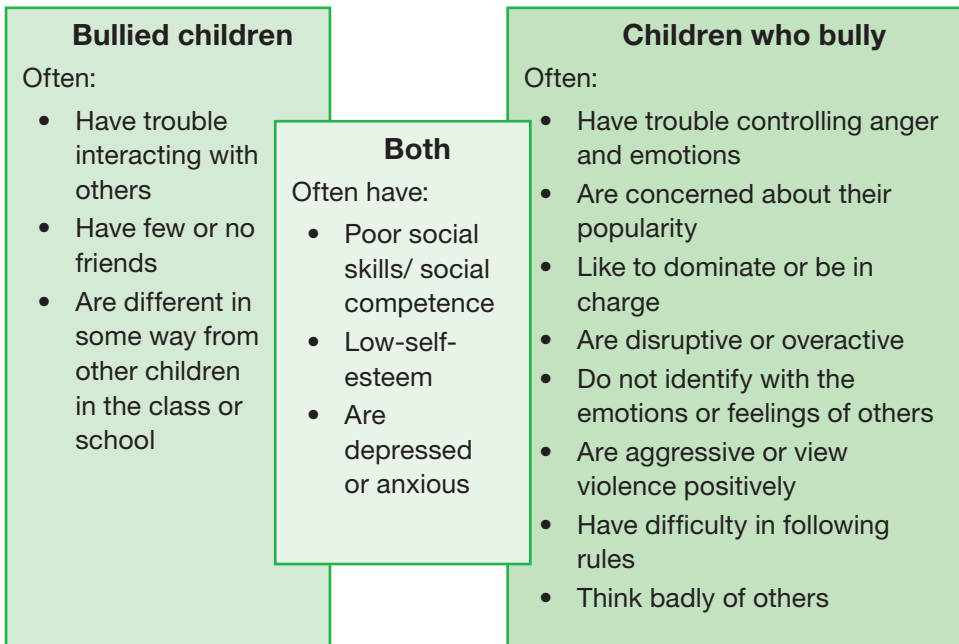 Bullied children
Often:
• Have trouble
interacting with
others
• Have few or no
friends
• Are different in
some way from
other children
in the class or
school
Both
Often have:
• Poor social
skills/ social
competence
• Low-self-
esteem
• Are
depressed
or anxious
Children who bully
Often:
• Have trouble controlling anger
and emotions
• Are concerned about their
popularity
• Like to dominate or be in
charge
• Are disruptive or overactive
• Do not identify with the
emotions or feelings of others
• Are aggressive or view
violence positively
• Have difficulty in following
rules
• Think badly of others